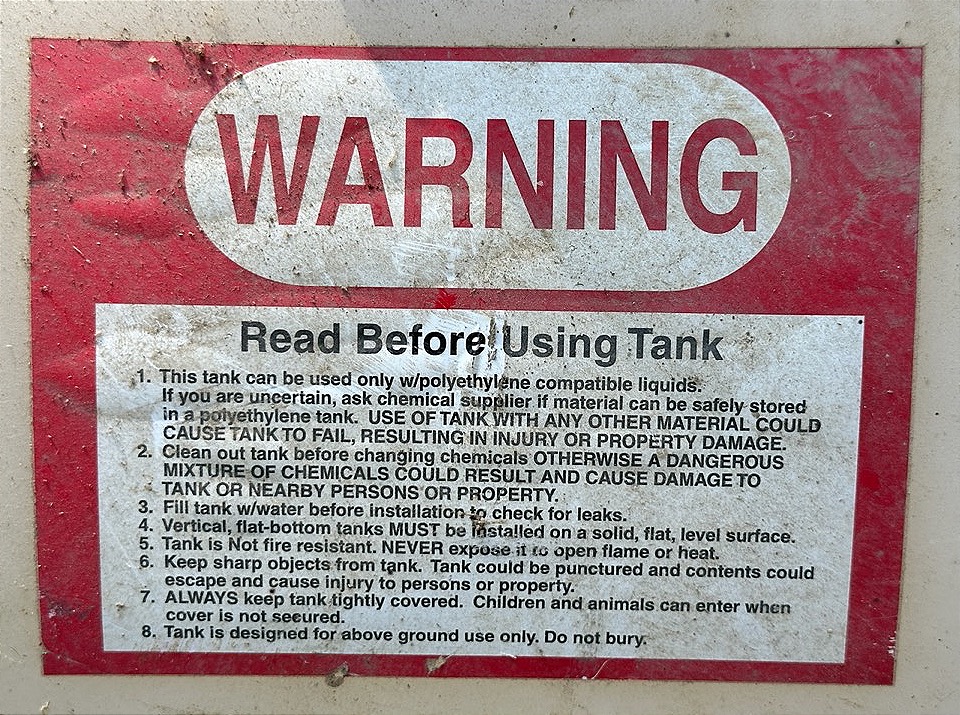 WARNING
Read Before Using Tank
1. This tank can be used only w/polyethylene compatible liquids.
If you are uncertain, ask chemical supplier if material can be safely stored
in a polyethylene tank. USE OF TANK WITH ANY OTHER MATERIAL COULD
CAUSE TANK TO FAIL, RESULTING IN INJURY OR PROPERTY DAMAGE.
2. Clean out tank before changing chemicals OTHERWISE A DANGEROUS
MIXTURE OF CHEMICALS COULD RESULT AND CAUSE DAMAGE TO
TANK OR NEARBY PERSONS OR PROPERTY.
3. Fill tank w/water before installation to check for leaks.
4. Vertical, flat-bottom tanks MUST be installed on a solid, flat, level surface.
5. Tank is Not fire resistant. NEVER expose it to open flame or heat.
6. Keep sharp objects from tank. Tank could be punctured and contents could
escape and cause injury to persons or property.
7. ALWAYS keep tank tightly covered. Children and animals can enter when
cover is not secured.
8. Tank is designed for above ground use only. Do not bury.